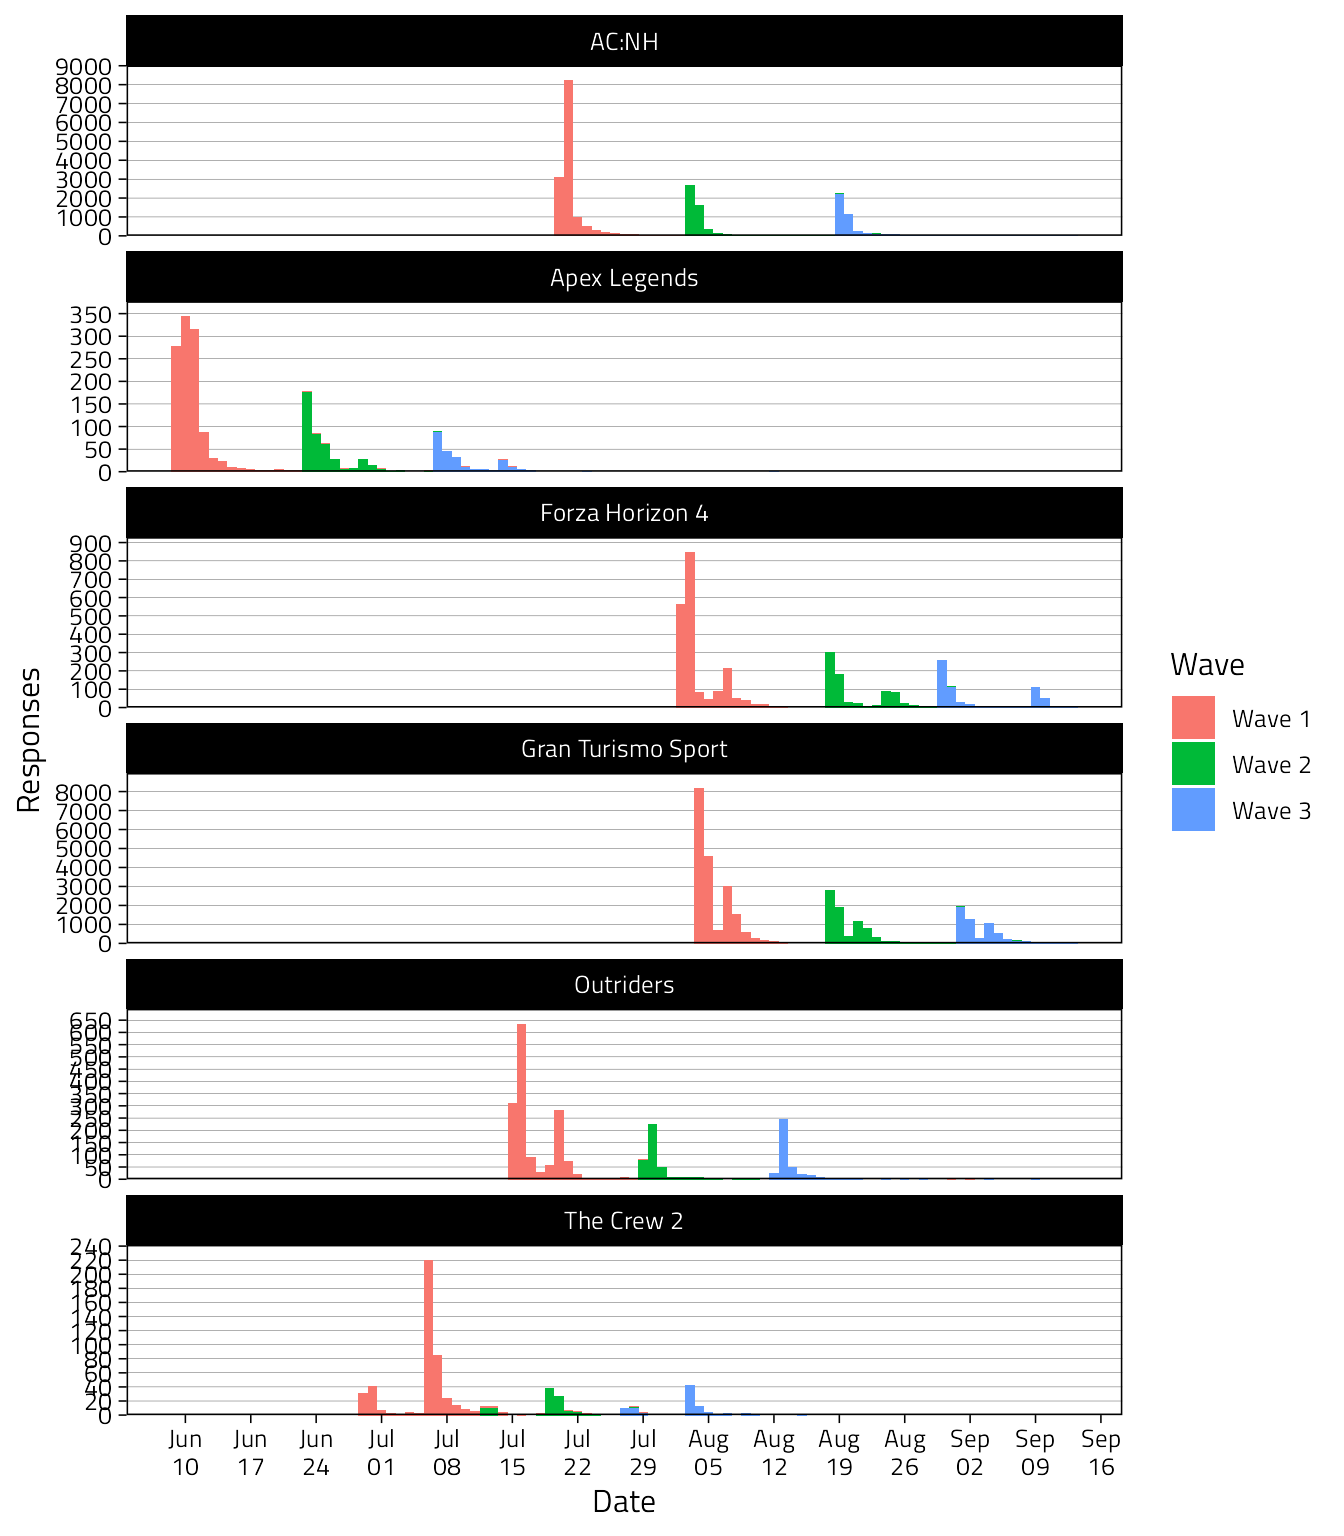 AC:NH
9000
8000
7000
6000
5000
4000
3000
2000
1000
0
Apex Legends
350
300
250
200
150
100
50
0
Forza Horizon 4
900
800
700
600
500
400
300
200
100
0
Gran Turismo Sport
8000
7000
6000
5000
4000
3000
2000
1000
0
Outriders
650
600
550
500
450
400
350
300
250
200
150
100
50
0
The Crew 2
240
220
200
180
160
140
120
100
80
60
40
20
0
Jun 10
Jun 17
Jun 24
Jul 01
Jul 08
Jul 15
Jul 22
Jul 29
Aug 05
Aug 12
Aug 19
Aug 26
Sep 02
Sep 09
Sep 16
Date
Responses
Wave
Wave 1
Wave 2
Wave 3